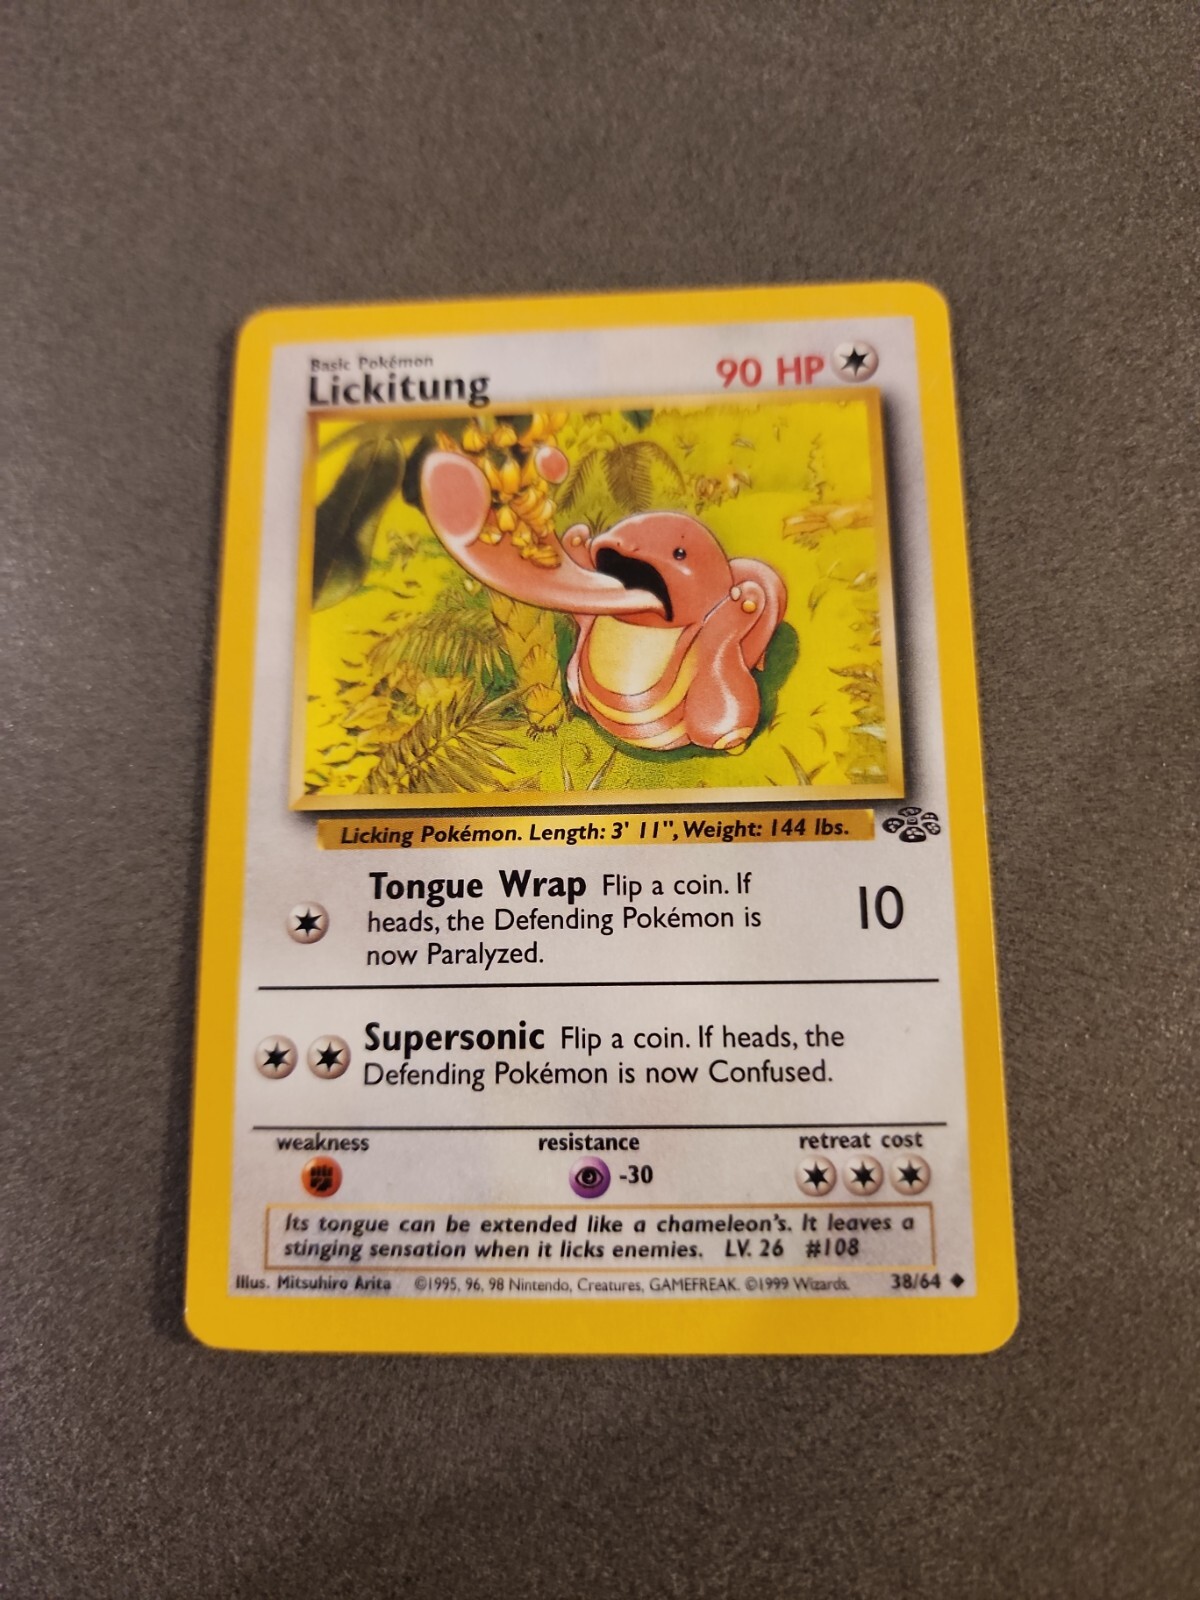 Basic Pokémon
Lickitung
90 HP
Licking Pokémon. Length: 3' 11", Weight: 144 lbs.
Tongue Wrap Flip a coin. If
heads, the Defending Pokémon is
now Paralyzed.
10
Supersonic Flip a coin. If heads, the
Defending Pokémon is now Confused.
weakness
resistance
retreat cost
-30
Its tongue can be extended like a chameleon's. It leaves a
stinging sensation when it licks enemies. LV. 26 #108
Illus. Mitsuhiro Arita ©1995, 96, 98 Nintendo, Creatures, GAMEFREAK. ©1999 Wizards. 38/64